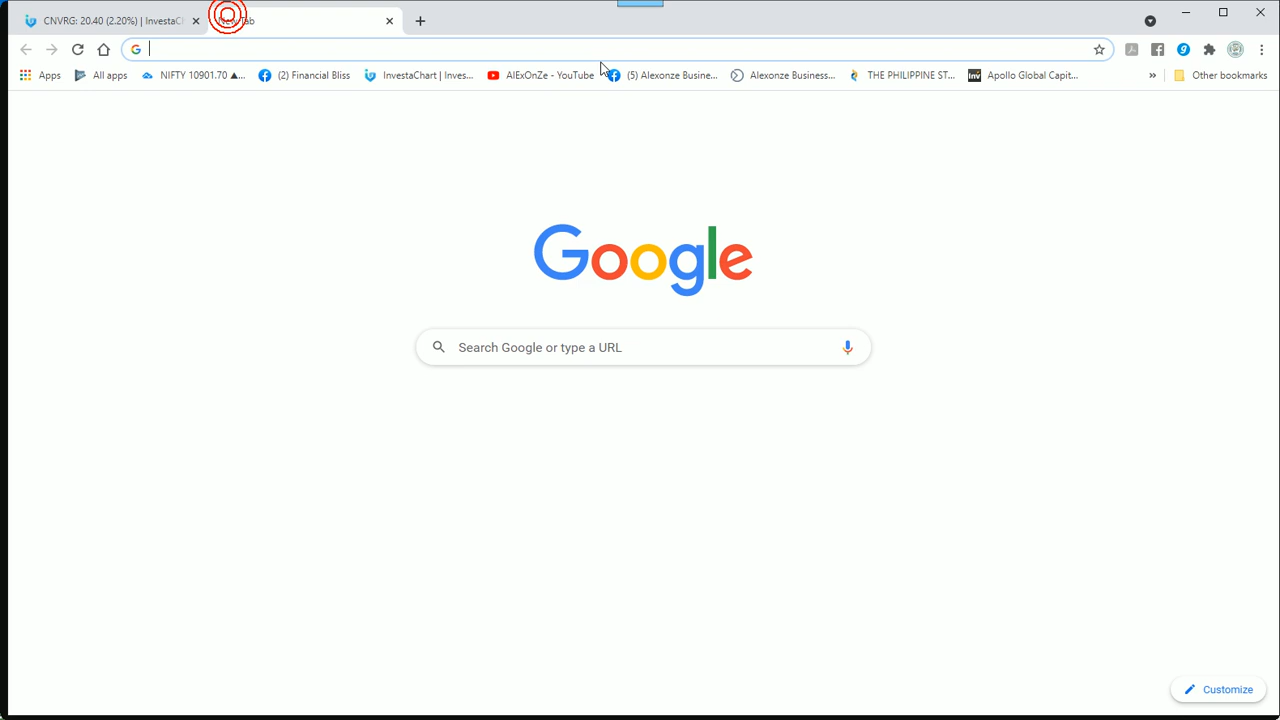 CNVRG: 20.40 (2.20%) | InvestaC
Tab
Apps
All apps
NIFTY 10901.70 ▲...
(2) Financial Bliss
InvestaChart | Inves...
AlExOnZe - YouTube
(5) Alexonze Busine...
Alexonze Business...
THE PHILIPPINE ST...
Apollo Global Capit...
»
Other bookmarks
Google
Search Google or type a URL
Customize